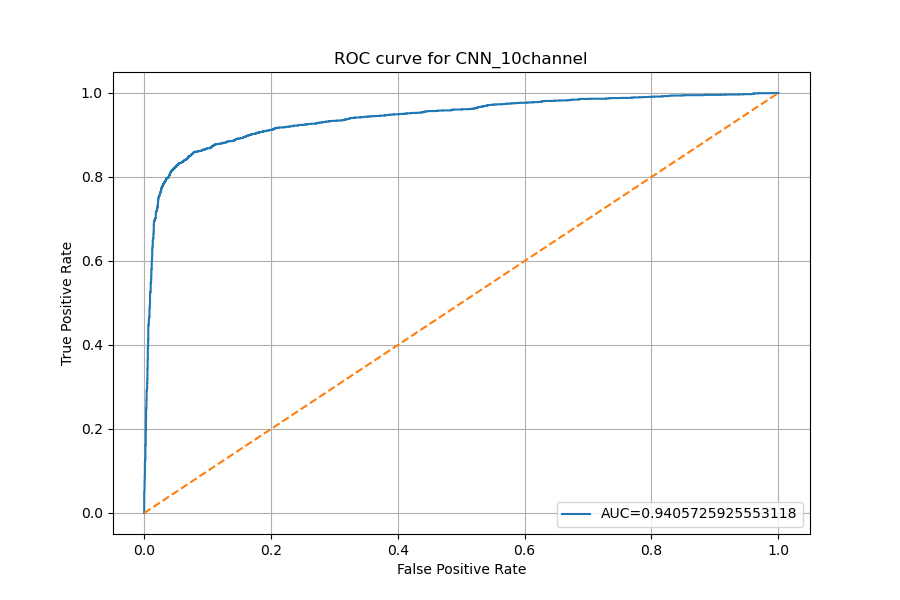 ROC curve for CNN_10channel
1.0
0.8
0.6
0.4
0.2
0.0
True Positive Rate
AUC=0.9405725925553118
0.0 0.2 0.4 0.6 0.8 1.0
False Positive Rate